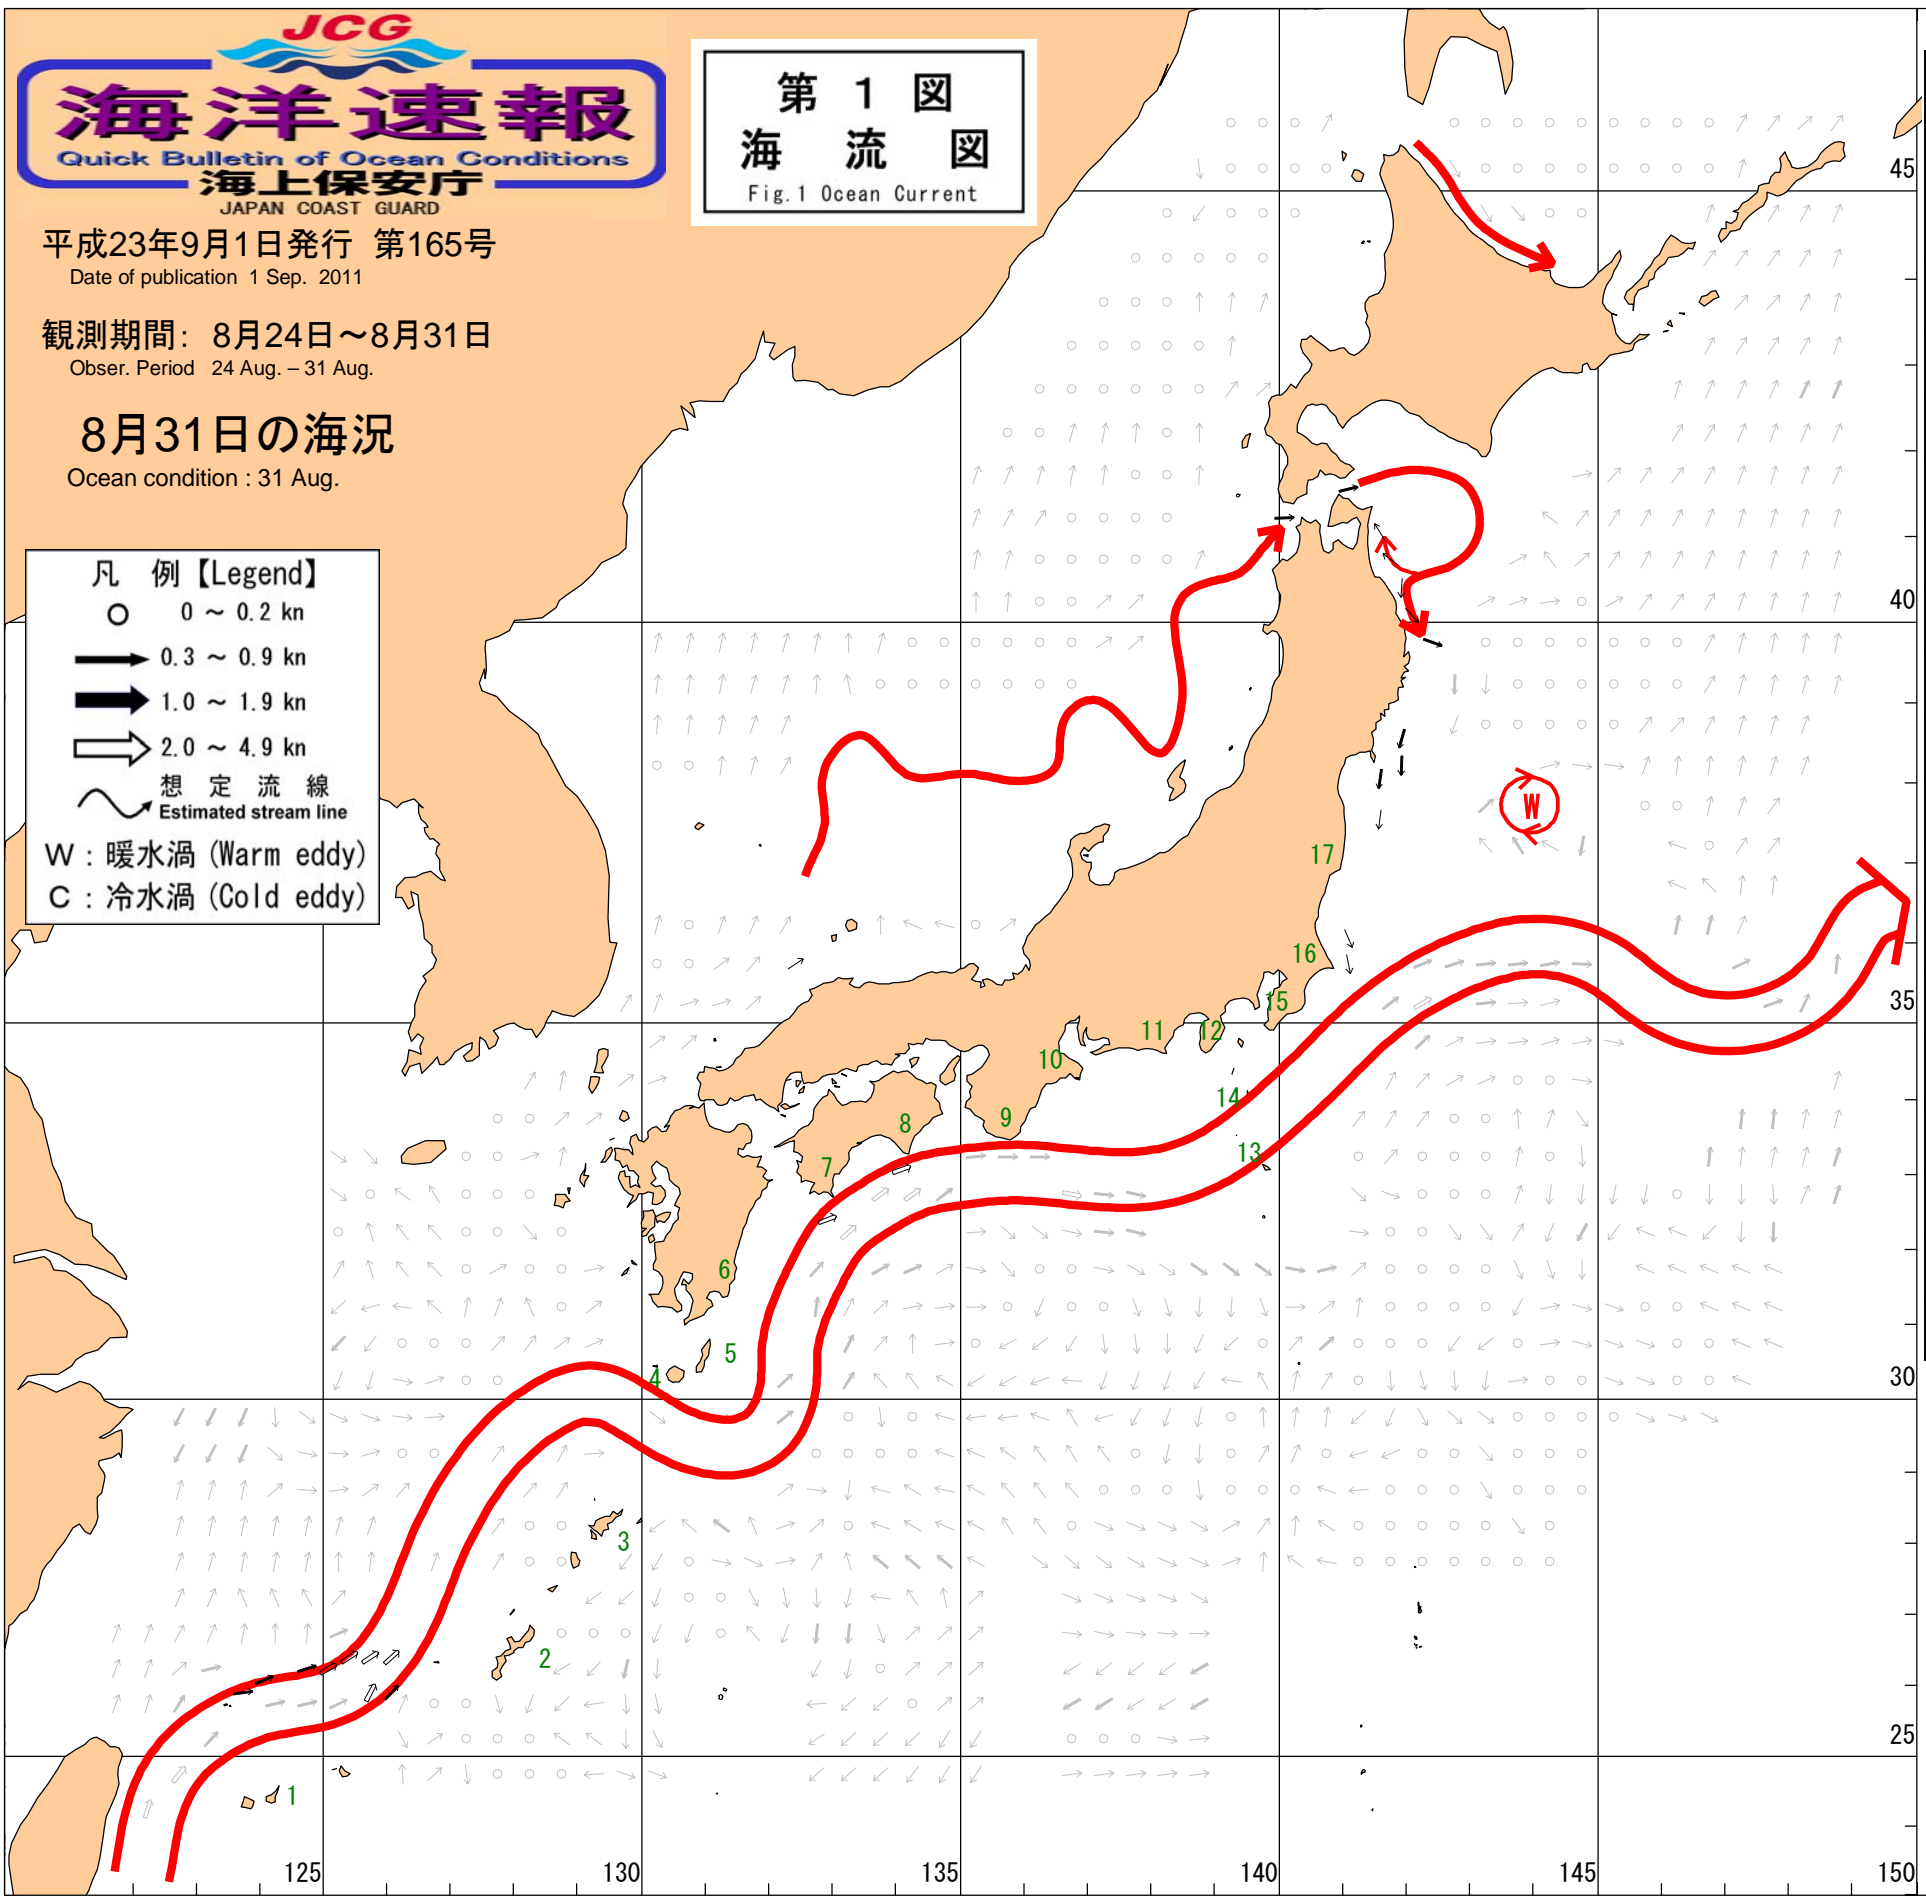 JCG
海洋速報
Quick Bulletin of Ocean Conditions
海上保安庁
JAPAN COAST GUARD
第 1 図
海 流 図
Fig.1 Ocean Current
平成23年9月1日発行 第165号
Date of publication 1 Sep. 2011
観測期間: 8月24日～8月31日
Obser. Period 24 Aug. – 31 Aug.
8月31日の海況
Ocean condition : 31 Aug.
凡 例【Legend】
0 ～ 0.2 kn
0.3 ～ 0.9 kn
1.0 ～ 1.9 kn
2.0 ～ 4.9 kn
想 定 流 線
Estimated stream line
W : 暖水渦 (Warm eddy)
C : 冷水渦 (Cold eddy)
45
40
W
17
16
35
15
11
12
10
14
9
8
13
7
6
5
4
30
3
2
25
1
125
130
135
140
145
150